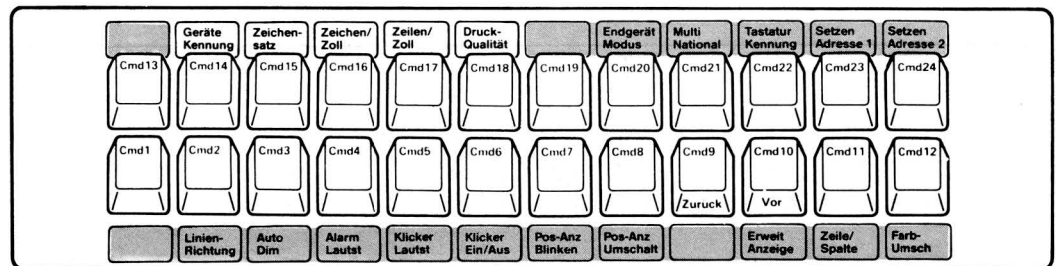 Geräte Zeichen- Zeichen/ Zeilen/ Druck- Endgerät Multi Tastatur Setzen Setzen
Kennung satz Zoll Zoll Qualität Modus National Kennung Adresse 1 Adresse 2
Cmd13 Cmd14 Cmd15 Cmd16 Cmd17 Cmd18 Cmd19 Cmd20 Cmd21 Cmd22 Cmd23 Cmd24
Cmd1 Cmd2 Cmd3 Cmd4 Cmd5 Cmd6 Cmd7 Cmd8 Cmd9 Cmd10 Cmd11 Cmd12
Zuruck Vor
Linien- Auto Alarm Klicker Klicker Pos-Anz Pos-Anz Erweit Zeile/ Farb-
Richtung Dim Lautst Lautst Ein/Aus Blinken Umschalt Anzeige Spalte Umsch